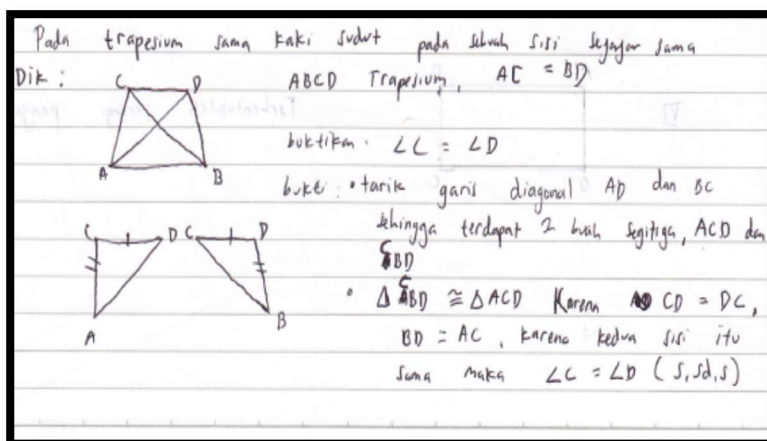 Pada trapesium sama kaki sudut pada sebuah sisi sejajar sama
Dik : ABCD Trapesium, AC = BD
C D
A B
buktikan . ∠C = ∠D
bukti : • tarik garis diagonal AD dan BC
sehingga terdapat 2 buah segitiga, ACD dan
CBD
C D C D
A B
• Δ CBD ≅ Δ ACD Karena CD = DC,
BD = AC, karena kedua sisi itu
sama maka ∠C = ∠D (s, sd, s)